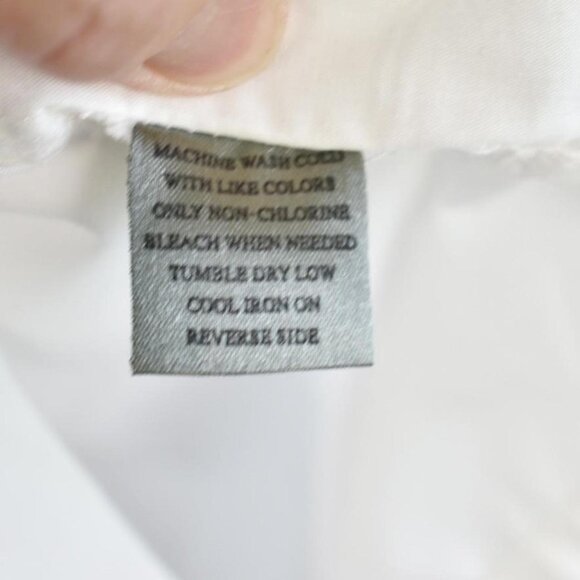 MACHINE WASH COLD
WITH LIKE COLORS
ONLY NON-CHLORINE
BLEACH WHEN NEEDED
TUMBLE DRY LOW
COOL IRON ON
REVERSE SIDE